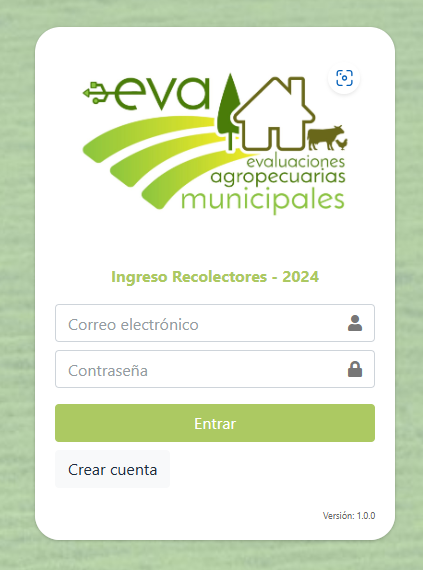 eva
evaluaciones
agropecuarias
municipales
Ingreso Recolectores - 2024
Correo electrónico
Contraseña
Entrar
Crear cuenta
Versión: 1.0.0